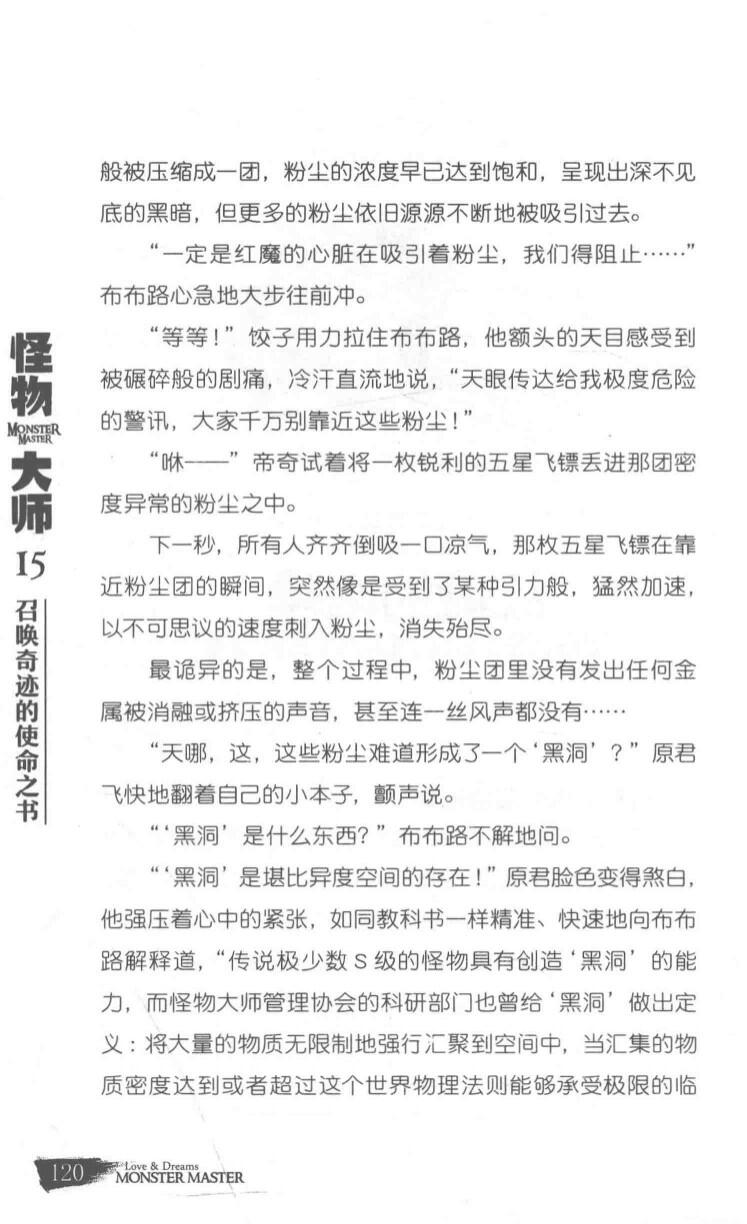 般被压缩成一团，粉尘的浓度早已达到饱和，呈现出深不见
底的黑暗，但更多的粉尘依旧源源不断地被吸引过去。
“一定是红魔的心脏在吸引着粉尘，我们得阻止……”
布布路心急地大步往前冲。
“等等！”饺子用力拉住布布路，他额头的天目感受到
被碾碎般的剧痛，冷汗直流地说，“天眼传达给我极度危险
的警讯，大家千万别靠近这些粉尘！”
“咻——”帝奇试着将一枚锐利的五星飞镖丢进那团密
度异常的粉尘之中。
下一秒，所有人齐齐倒吸一口凉气，那枚五星飞镖在靠
近粉尘团的瞬间，突然像是受到了某种引力般，猛然加速，
以不可思议的速度刺入粉尘，消失殆尽。
最诡异的是，整个过程中，粉尘团里没有发出任何金
属被消融或挤压的声音，甚至连一丝风声都没有……
“天哪，这，这些粉尘难道形成了一个‘黑洞’？”原君
飞快地翻着自己的小本子，颤声说。
“‘黑洞’是什么东西？”布布路不解地问。
“‘黑洞’是堪比异度空间的存在！”原君脸色变得煞白，
他强压着心中的紧张，如同教科书一样精准、快速地向布布
路解释道，“传说极少数 S 级的怪物具有创造‘黑洞’的能
力，而怪物大师管理协会的科研部门也曾给‘黑洞’做出定
义：将大量的物质无限制地强行汇聚到空间中，当汇集的物
质密度达到或者超过这个世界物理法则能够承受极限的临
怪物
MONSTER
MASTER
大师
15
召唤奇迹的使命之书
120
Love & Dreams
MONSTER MASTER